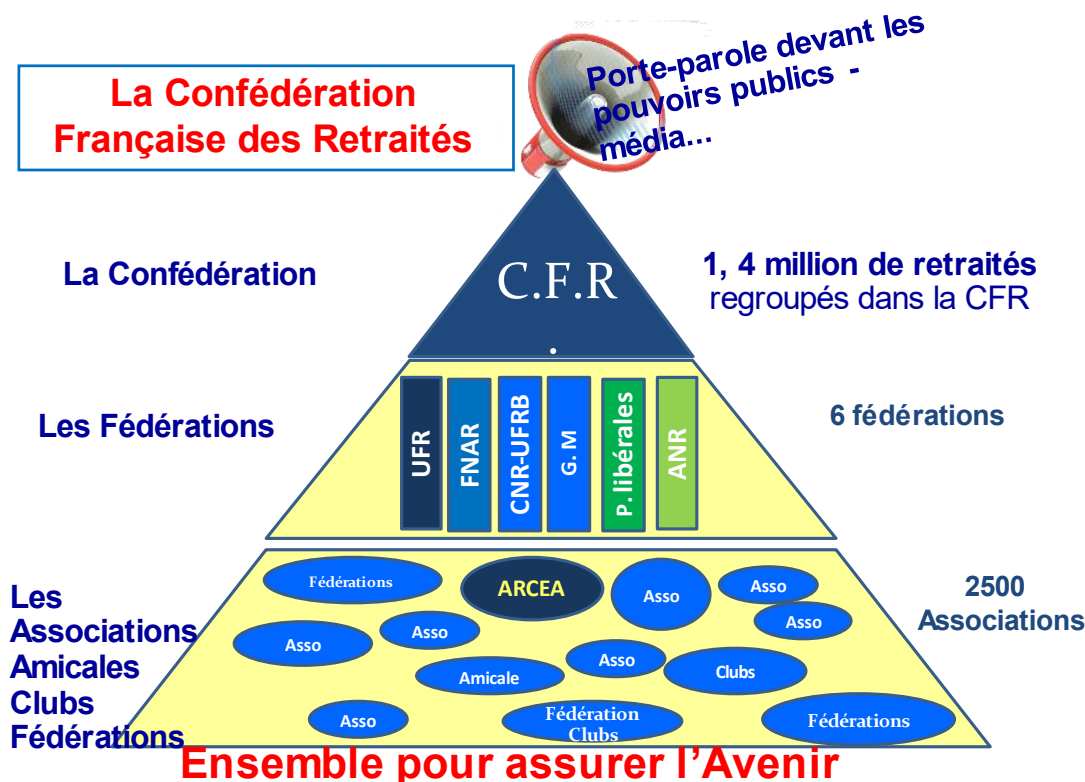 La Confédération
Française des Retraités
Porte-parole devant les
pouvoirs publics -
média...
La Confédération
C.F.R
.
1, 4 million de retraités
regroupés dans la CFR
Les Fédérations
UFR
FNAR
CNR-UFRB
G. M
P. libérales
ANR
6 fédérations
Les
Associations
Amicales
Clubs
Fédérations
Fédérations
ARCEA
Asso
Asso
Asso
Asso
Asso
Asso
Amicale
Clubs
Asso
Fédération
Clubs
Fédérations
2500
Associations
Ensemble pour assurer l'Avenir